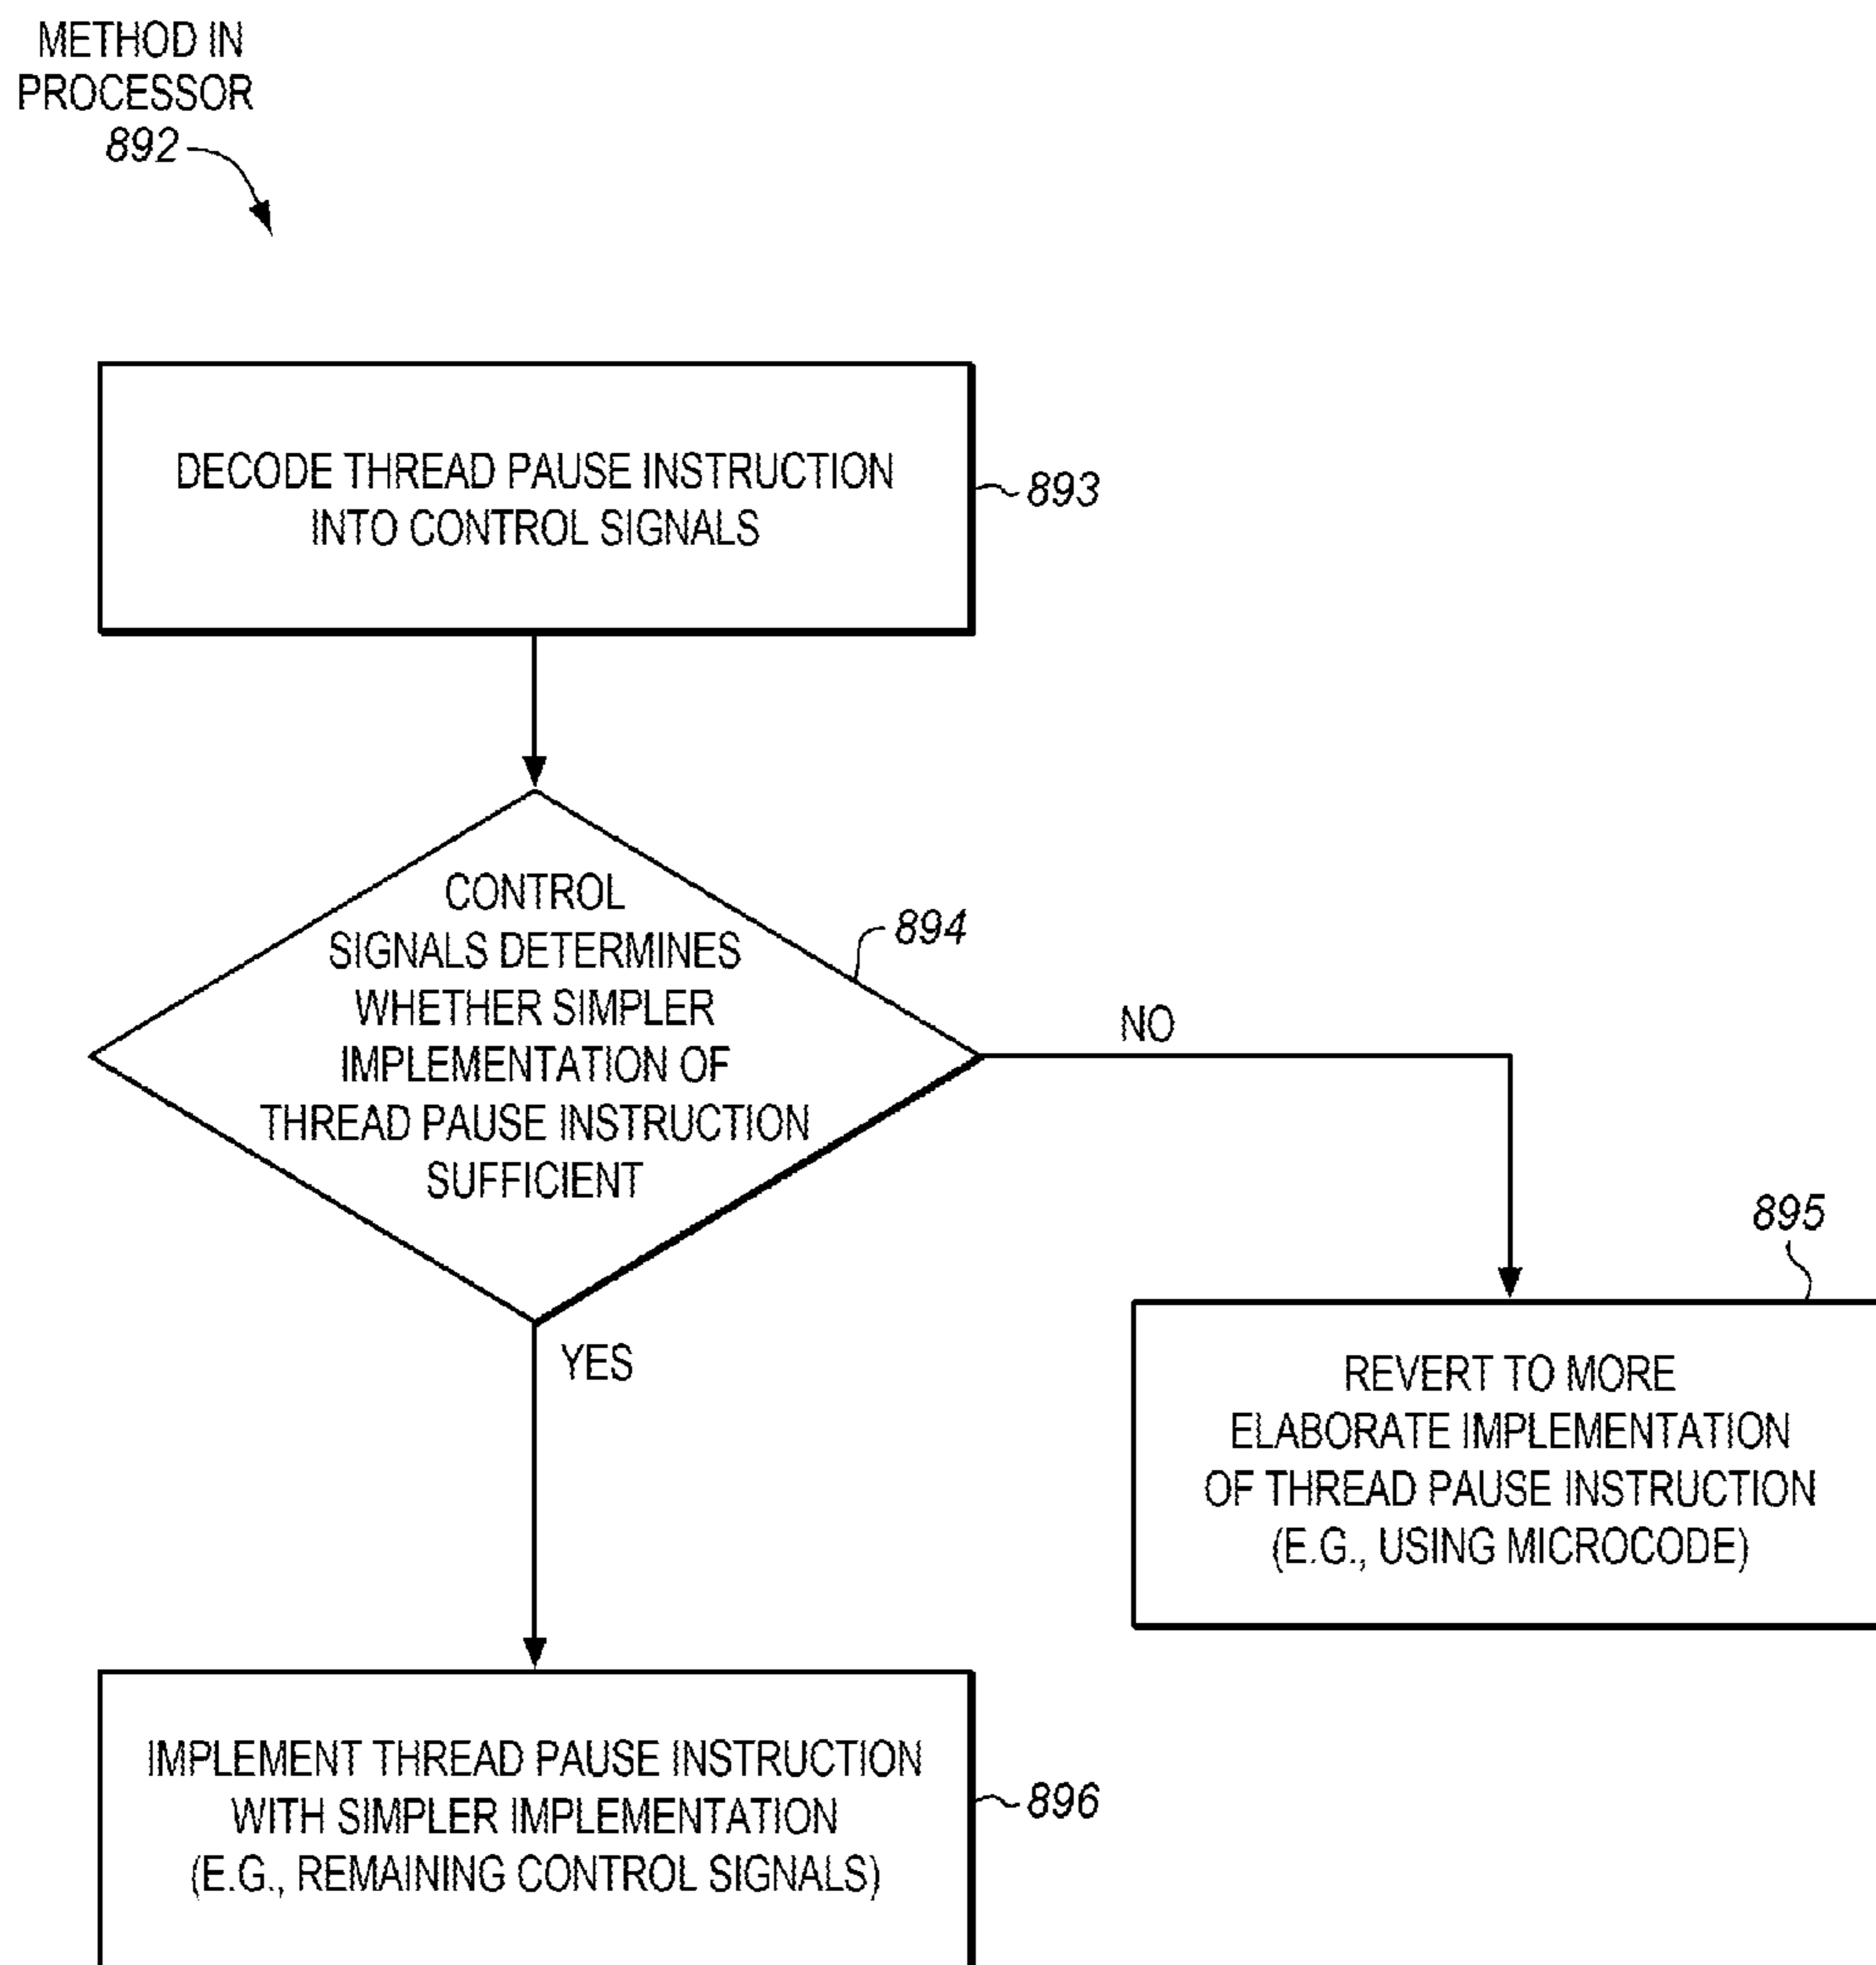 METHOD IN
PROCESSOR
892
DECODE THREAD PAUSE INSTRUCTION
INTO CONTROL SIGNALS
893
CONTROL
SIGNALS DETERMINES
WHETHER SIMPLER
IMPLEMENTATION OF
THREAD PAUSE INSTRUCTION
SUFFICIENT
894
NO
YES
895
REVERT TO MORE
ELABORATE IMPLEMENTATION
OF THREAD PAUSE INSTRUCTION
(E.G., USING MICROCODE)
IMPLEMENT THREAD PAUSE INSTRUCTION
WITH SIMPLER IMPLEMENTATION
(E.G., REMAINING CONTROL SIGNALS)
896